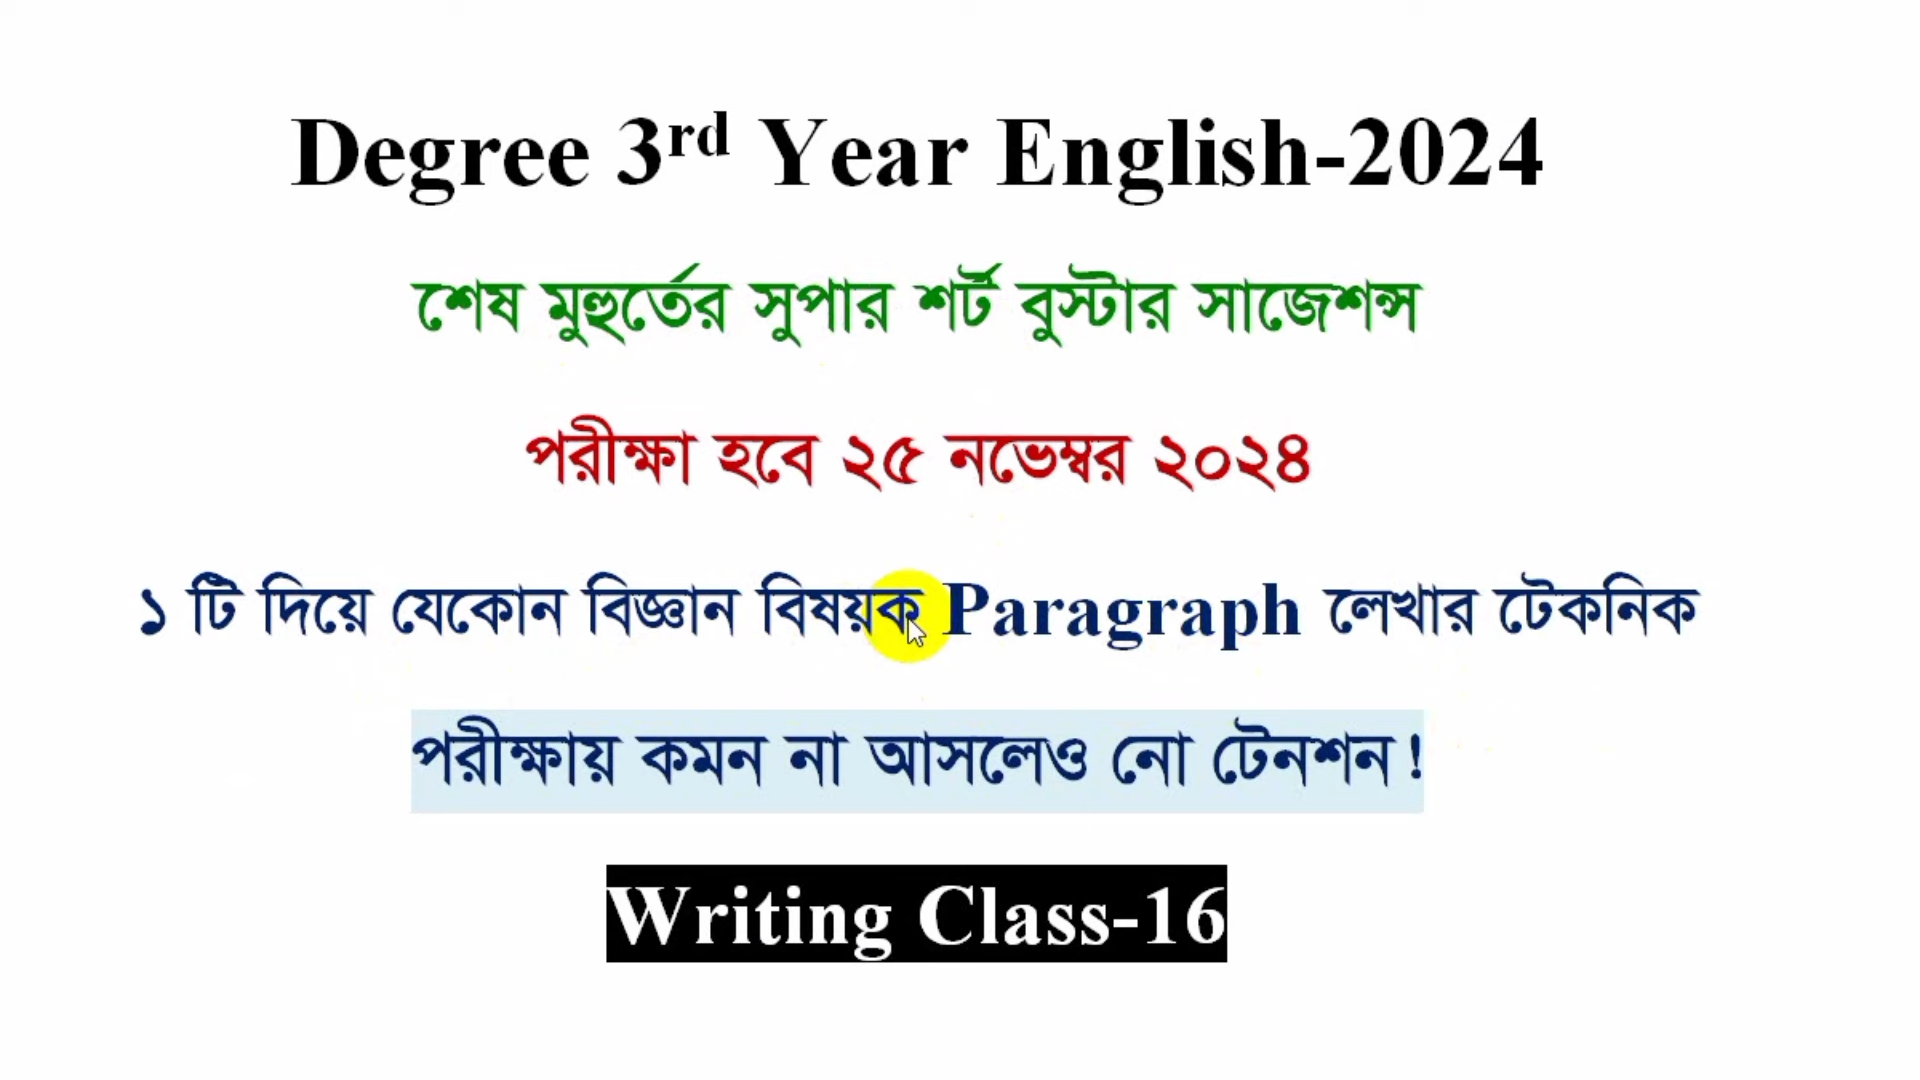 Degree 3rd Year English-2024
শেষ মুহুর্তের সুপার শর্ট বুস্টার সাজেশন্স
পরীক্ষা হবে ২৫ নভেম্বর ২০২৪
১ টি দিয়ে যেকোন বিজ্ঞান বিষয়ক Paragraph লেখার টেকনিক
পরীক্ষায় কমন না আসলেও নো টেনশন!
Writing Class-16